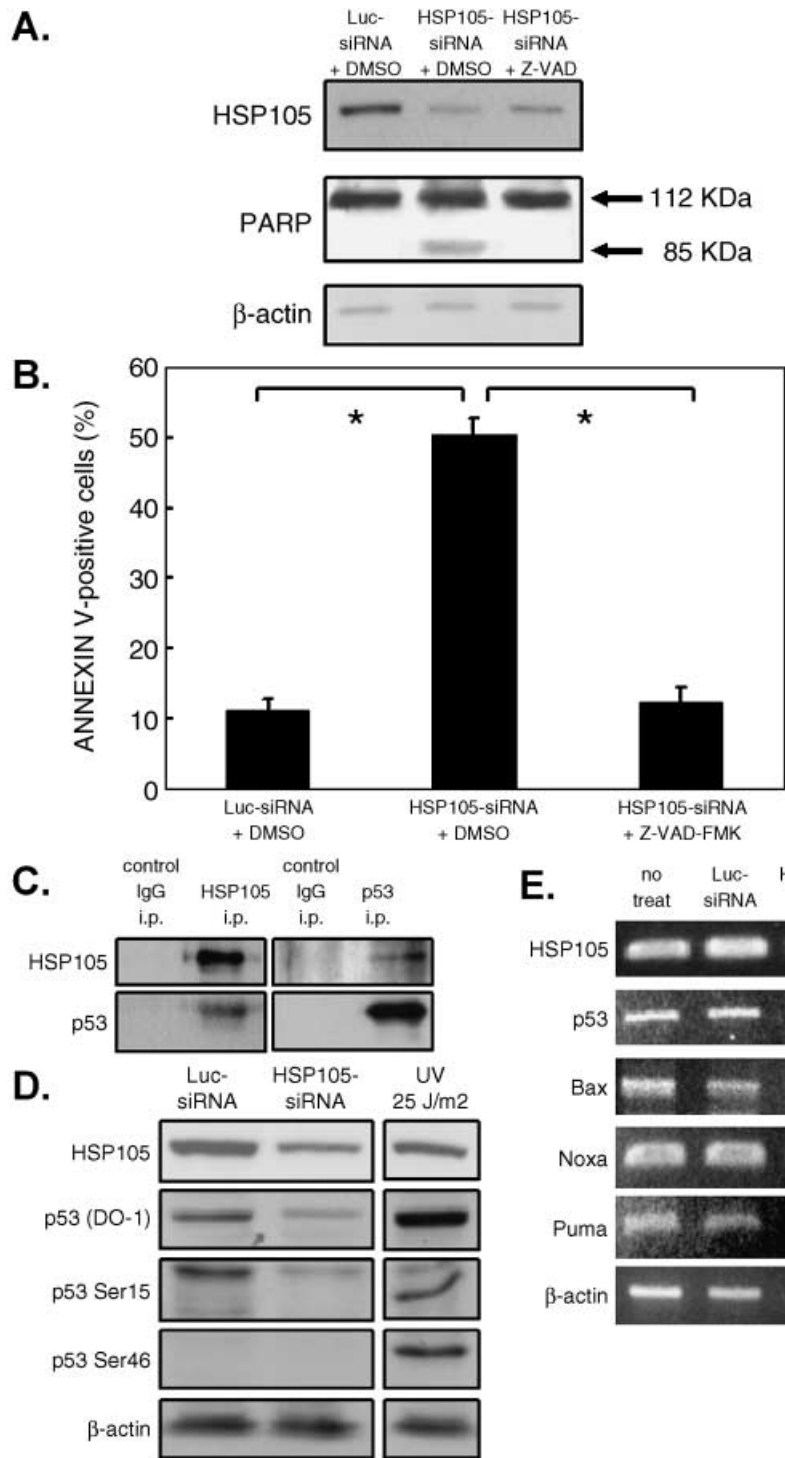 A.
Luc-
siRNA
+ DMSO
HSP105-
siRNA
+ DMSO
HSP105-
siRNA
+ Z-VAD
HSP105
PARP
112 KDa
85 KDa
β-actin
B.
ANNEXIN V-positive cells (%)
60
50
40
30
20
10
0
*
*
Luc-siRNA
+ DMSO
HSP105-siRNA
+ DMSO
HSP105-siRNA
+ Z-VAD-FMK
C.
control
IgG
i.p.
HSP105
i.p.
control
IgG
i.p.
p53
i.p.
HSP105
p53
D.
Luc-
siRNA
HSP105-
siRNA
UV
25 J/m2
HSP105
p53 (DO-1)
p53 Ser15
p53 Ser46
β-actin
E.
no
treat
Luc-
siRNA
HSP105
p53
Bax
Noxa
Puma
β-actin